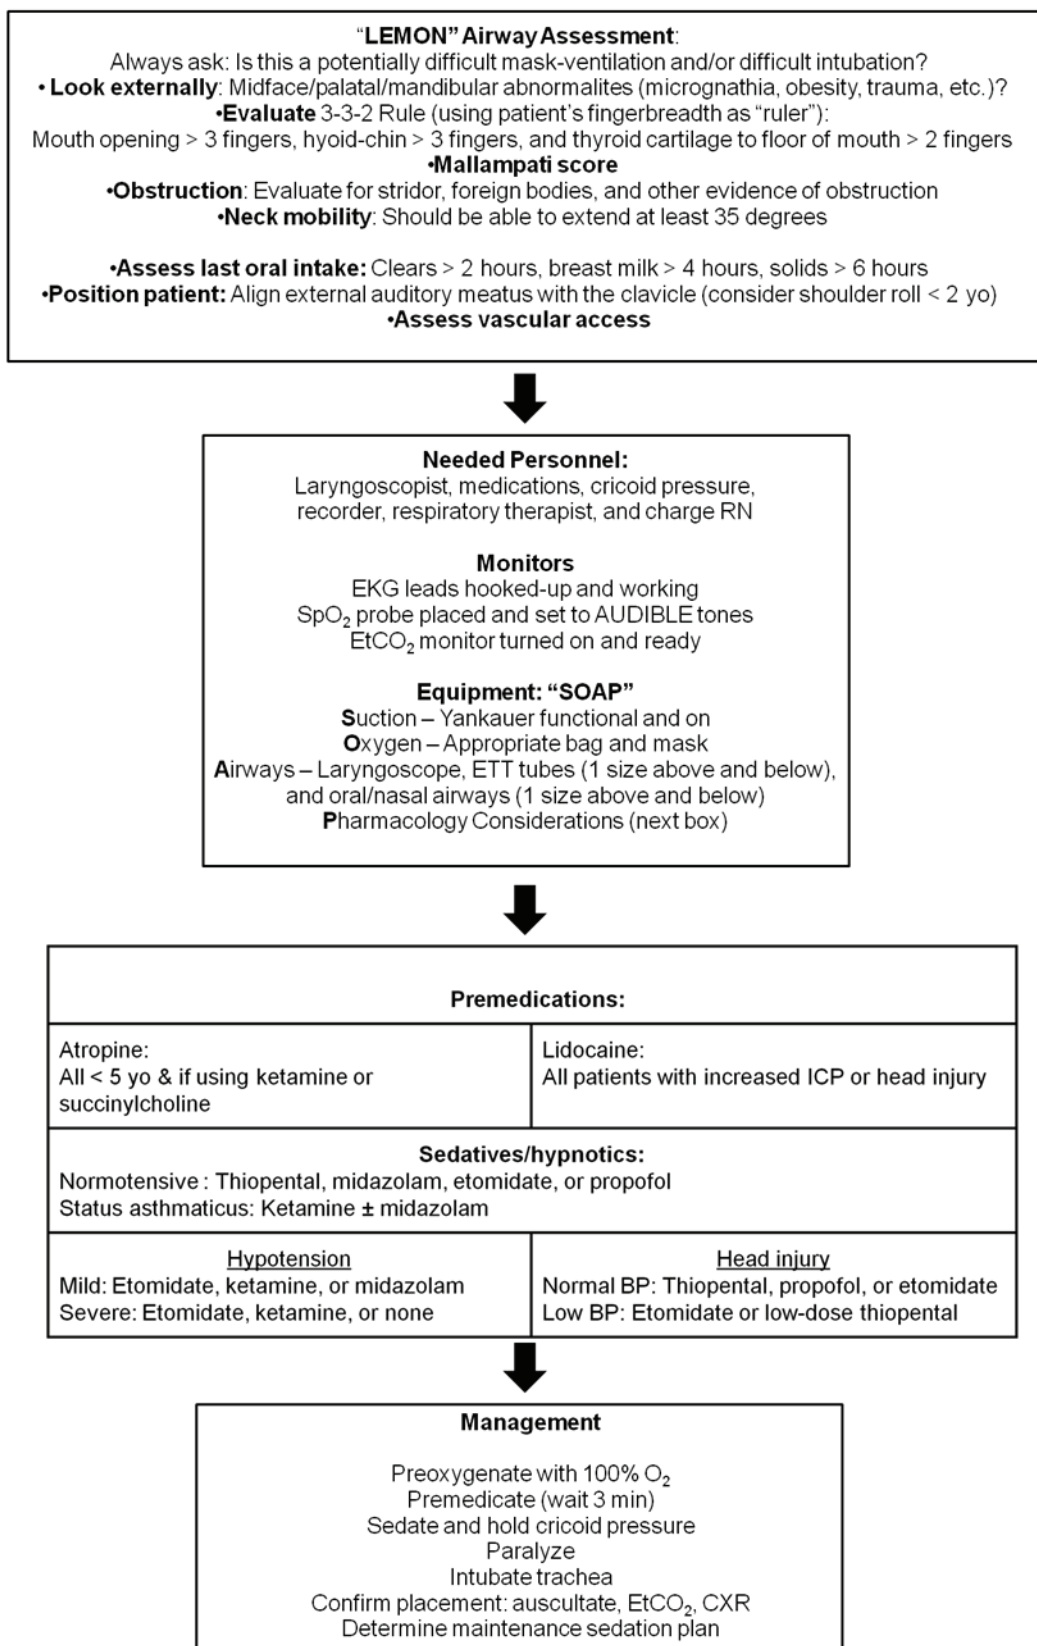 “LEMON” Airway Assessment:
Always ask: Is this a potentially difficult mask-ventilation and/or difficult intubation?
• Look externally: Midface/palatal/mandibular abnormalites (micrognathia, obesity, trauma, etc.)?
•Evaluate 3-3-2 Rule (using patient’s fingerbreadth as “ruler”):
Mouth opening > 3 fingers, hyoid-chin > 3 fingers, and thyroid cartilage to floor of mouth > 2 fingers
•Mallampati score
•Obstruction: Evaluate for stridor, foreign bodies, and other evidence of obstruction
•Neck mobility: Should be able to extend at least 35 degrees
•Assess last oral intake: Clears > 2 hours, breast milk > 4 hours, solids > 6 hours
•Position patient: Align external auditory meatus with the clavicle (consider shoulder roll < 2 yo)
•Assess vascular access
Needed Personnel:
Laryngoscopist, medications, cricoid pressure,
recorder, respiratory therapist, and charge RN
Monitors
EKG leads hooked-up and working
SpO₂ probe placed and set to AUDIBLE tones
EtCO₂ monitor turned on and ready
Equipment: “SOAP”
Suction – Yankauer functional and on
Oxygen – Appropriate bag and mask
Airways – Laryngoscope, ETT tubes (1 size above and below),
and oral/nasal airways (1 size above and below)
Pharmacology Considerations (next box)
Premedications:
Atropine:
All < 5 yo & if using ketamine or
succinylcholine
Lidocaine:
All patients with increased ICP or head injury
Sedatives/hypnotics:
Normotensive : Thiopental, midazolam, etomidate, or propofol
Status asthmaticus: Ketamine ± midazolam
Hypotension
Mild: Etomidate, ketamine, or midazolam
Severe: Etomidate, ketamine, or none
Head injury
Normal BP: Thiopental, propofol, or etomidate
Low BP: Etomidate or low-dose thiopental
Management
Preoxygenate with 100% O₂
Premedicate (wait 3 min)
Sedate and hold cricoid pressure
Paralyze
Intubate trachea
Confirm placement: auscultate, EtCO₂, CXR
Determine maintenance sedation plan